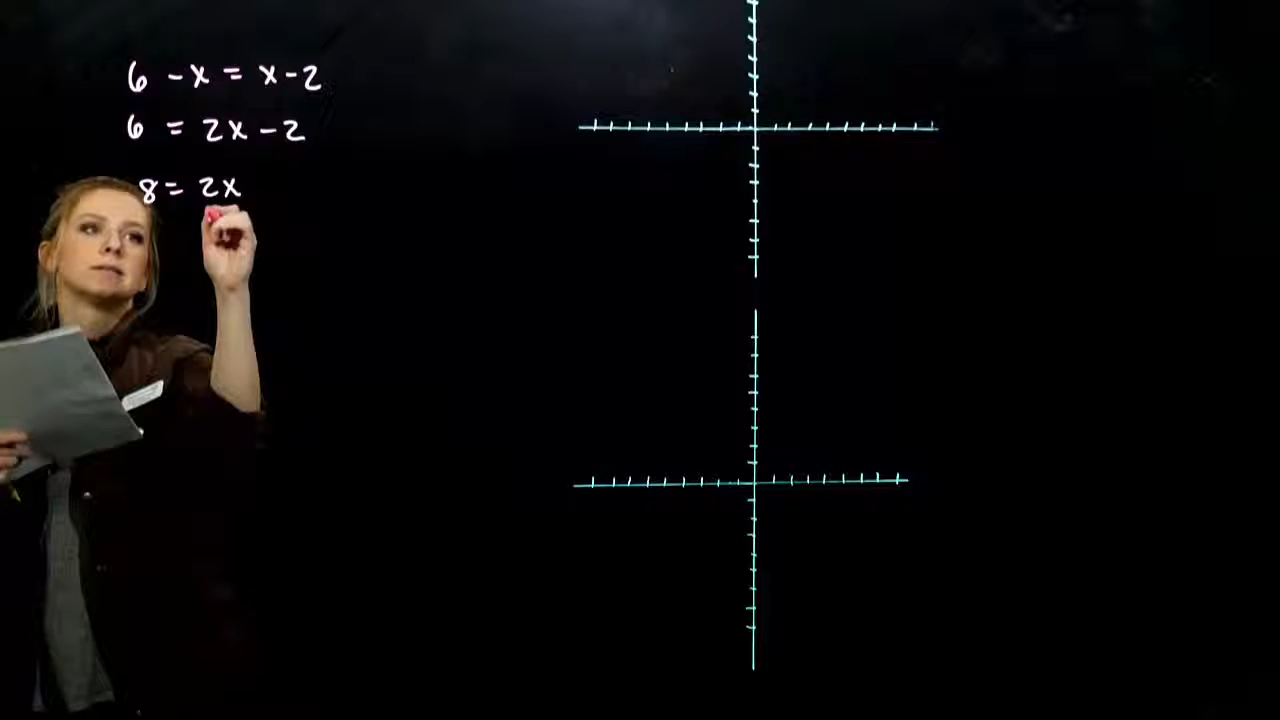 6 - x = x - 2
6 = 2x - 2
8 = 2x